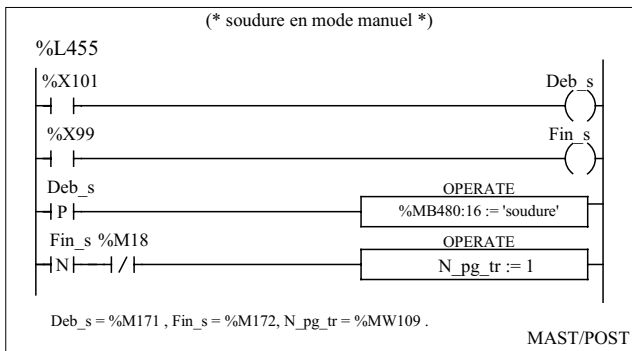 (* soudure en mode manuel *)
%L455
%X101 Deb_s
%X99 Fin_s
Deb_s OPERATE
P %MB480:16 := 'soudure'
Fin_s %M18 OPERATE
N N_pg_tr := 1
Deb_s = %M171 , Fin_s = %M172, N_pg_tr = %MW109 .
MAST/POST